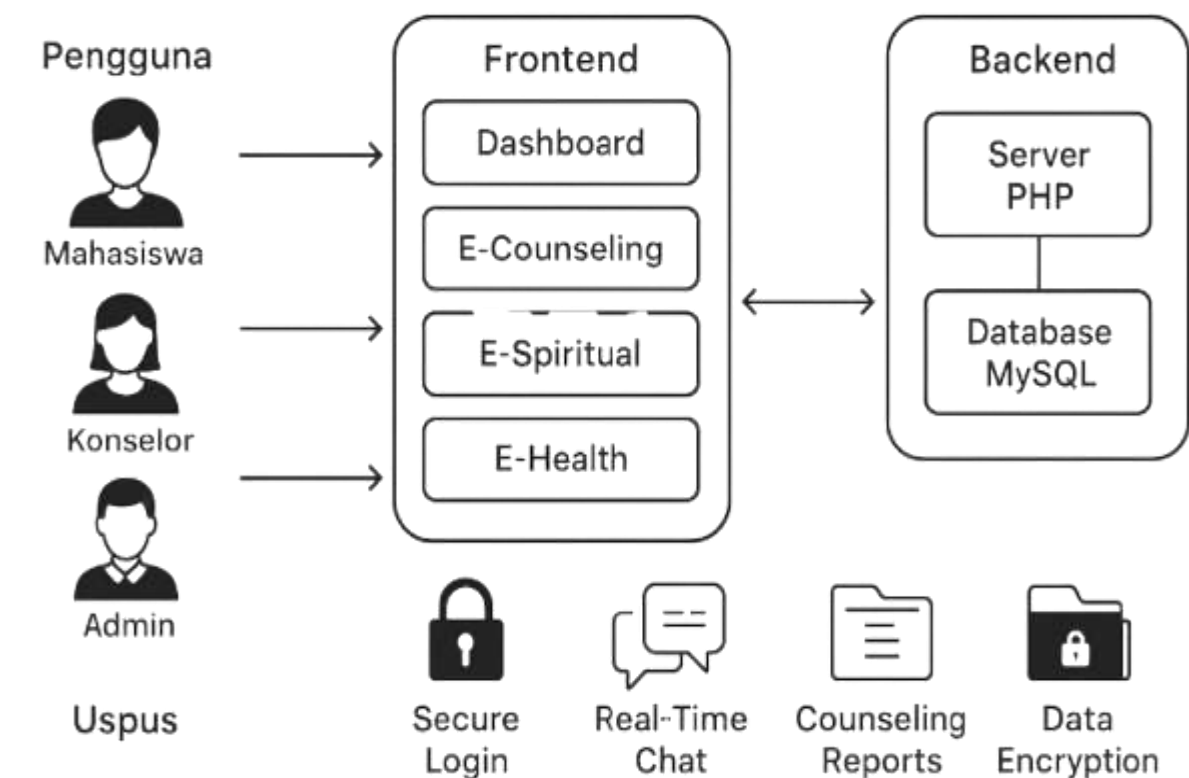 Pengguna
Mahasiswa
Konselor
Admin
Uspus
Frontend
Dashboard
E-Counseling
E-Spiritual
E-Health
Backend
Server
PHP
Database
MySQL
Secure
Login
Real-Time
Chat
Counseling
Reports
Data
Encryption